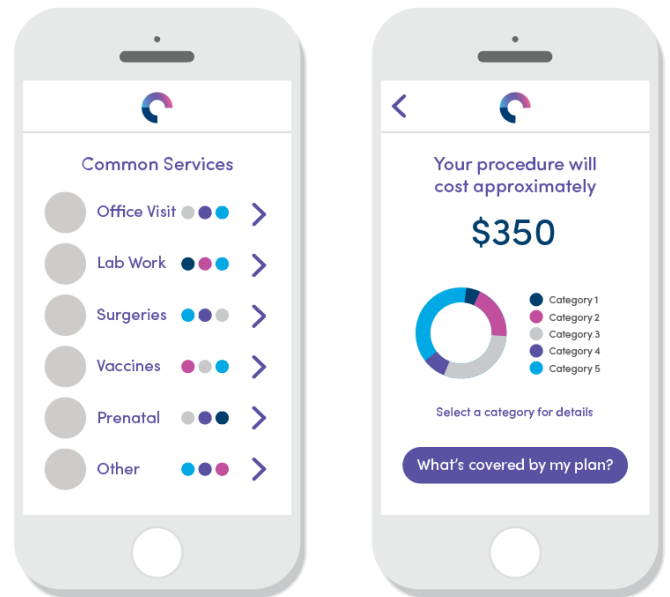 Common Services
Office Visit
Lab Work
Surgeries
Vaccines
Prenatal
Other
Your procedure will
cost approximately
$350
Category 1
Category 2
Category 3
Category 4
Category 5
Select a category for details
What's covered by my plan?